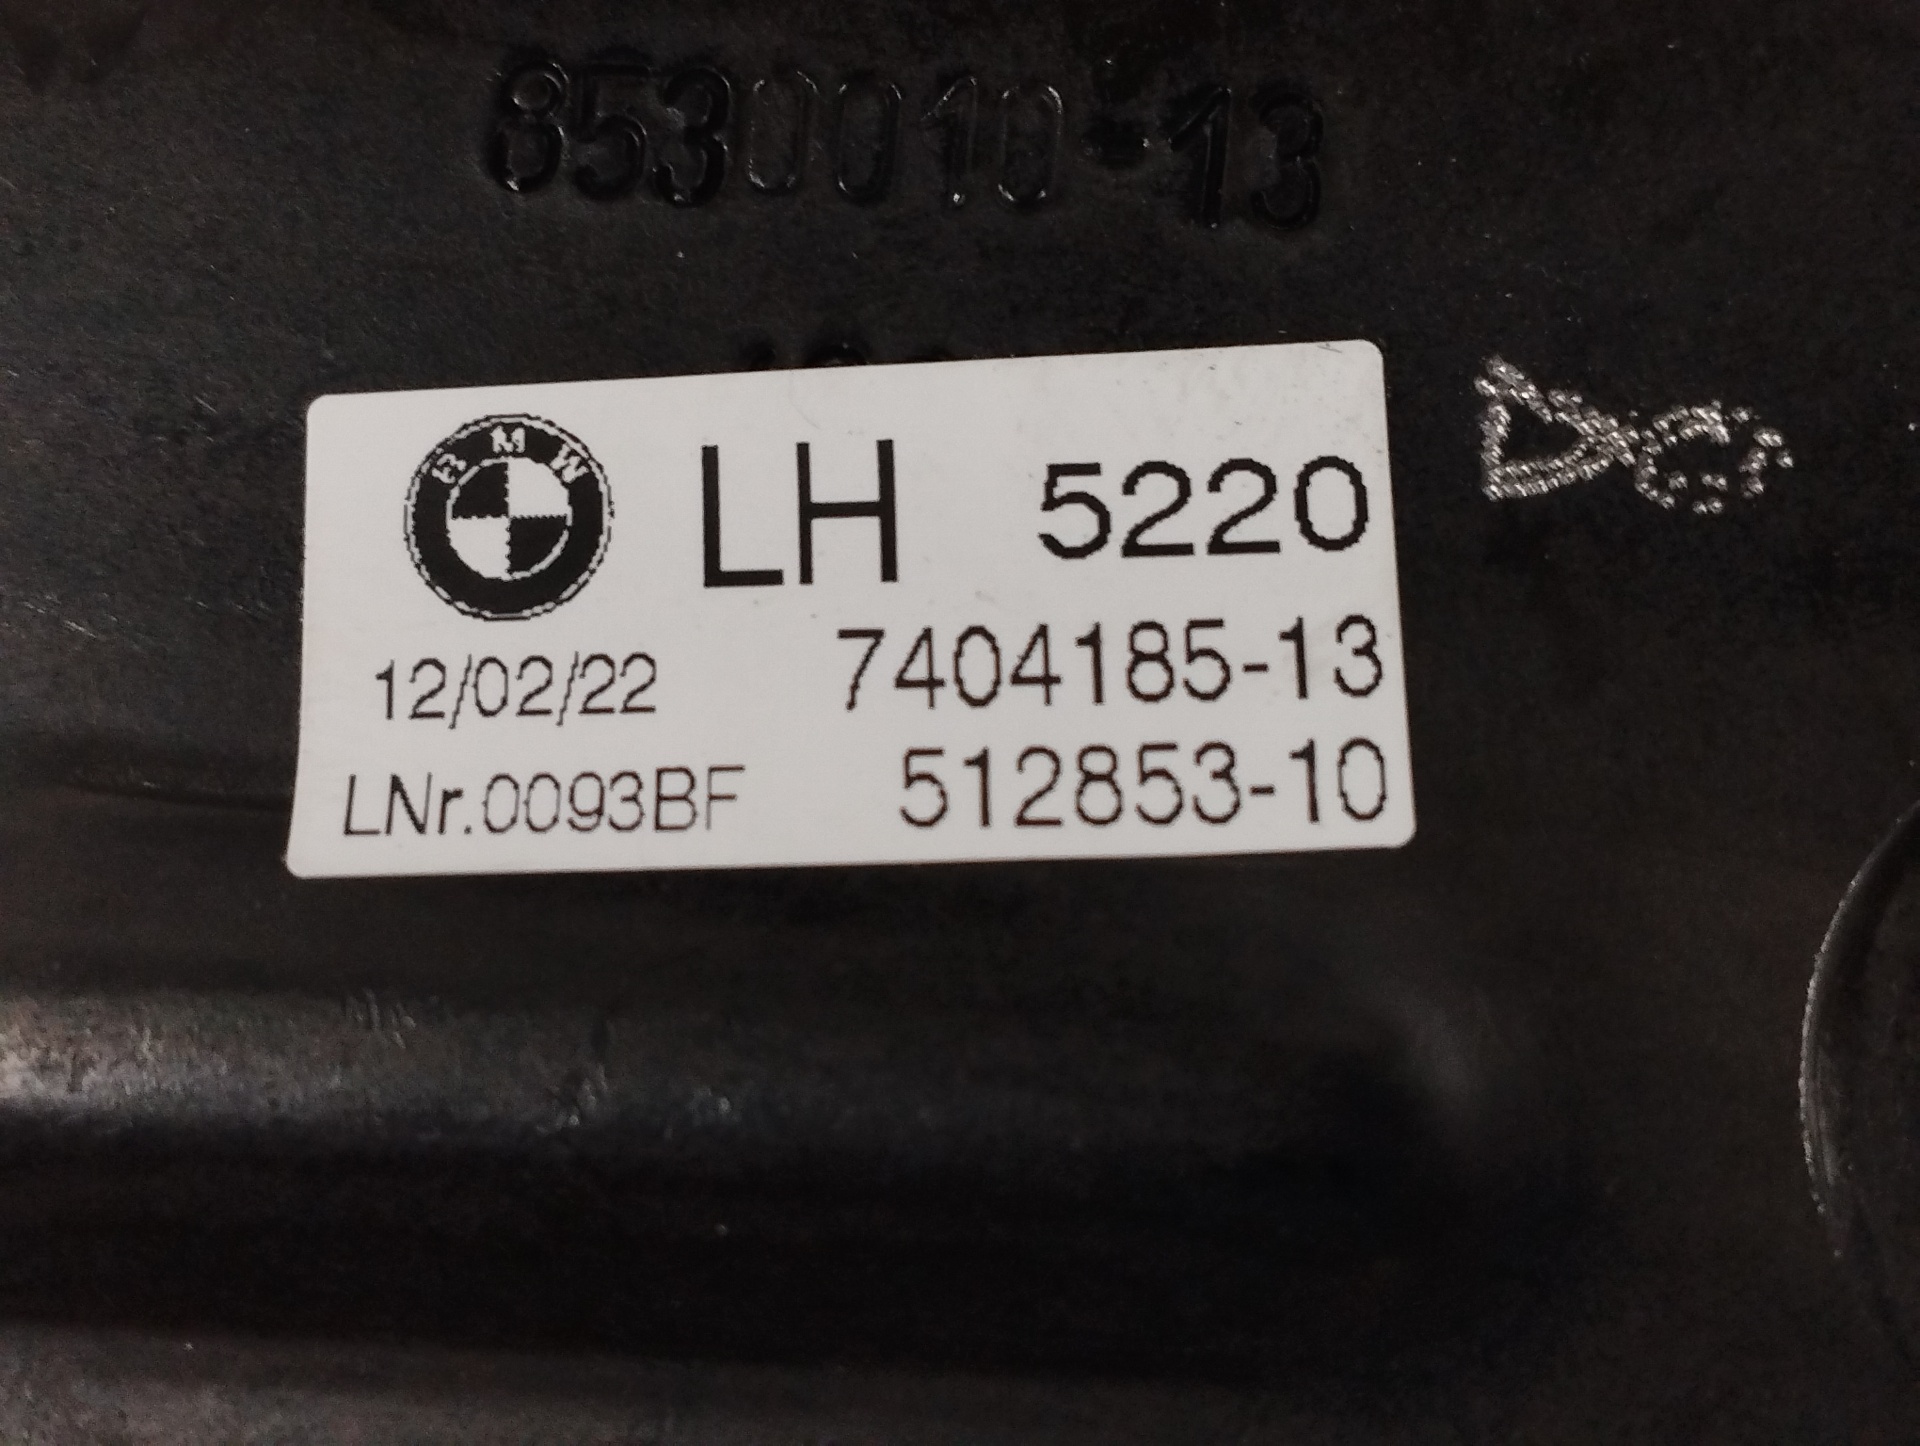 8530010-13
BMW
LH 5220
12/02/22 7404185-13
LNr.0093BF 512853-10